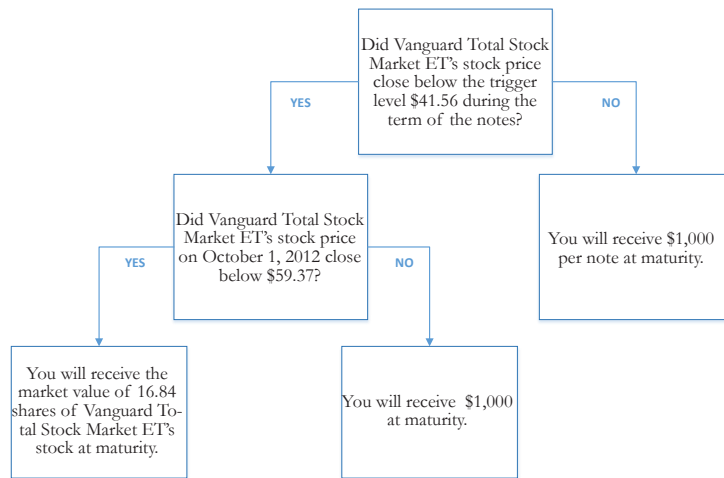 Did Vanguard Total Stock
Market ET's stock price
close below the trigger
level $41.56 during the
term of the notes?
YES
NO
Did Vanguard Total Stock
Market ET's stock price
on October 1, 2012 close
below $59.37?
You will receive $1,000
per note at maturity.
YES
NO
You will receive the
market value of 16.84
shares of Vanguard To-
tal Stock Market ET's
stock at maturity.
You will receive $1,000
at maturity.